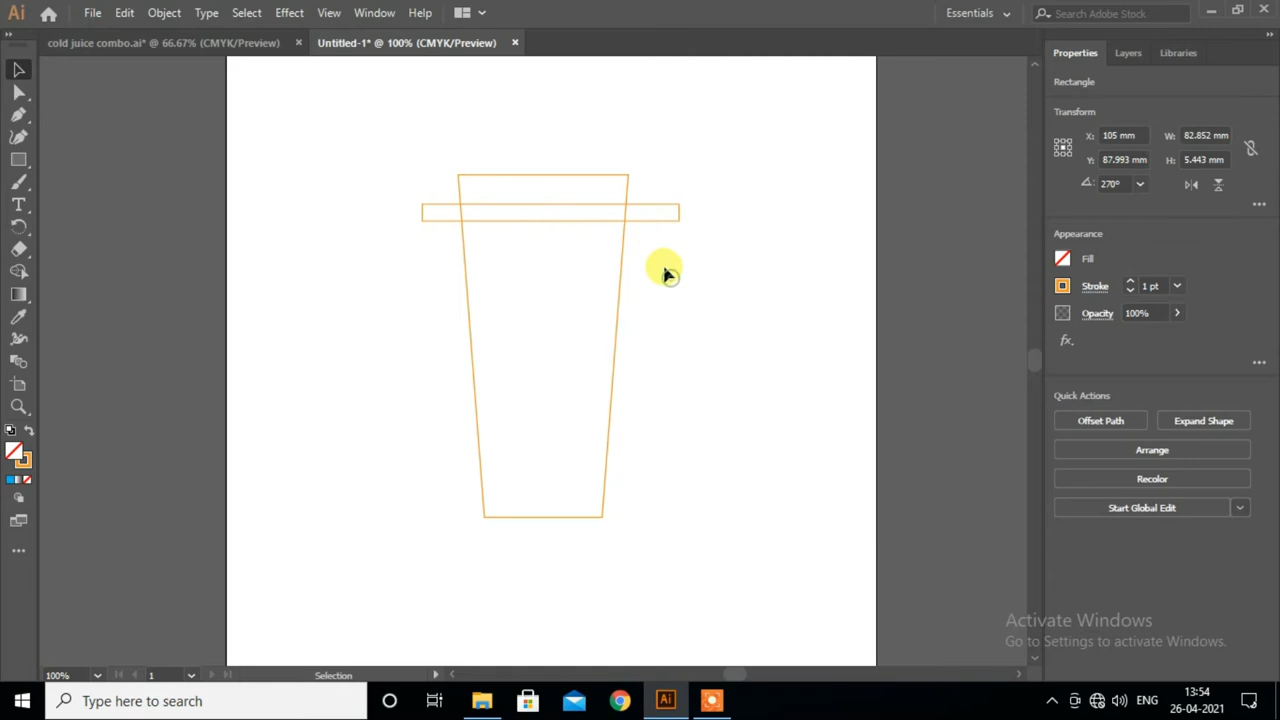 Ai File Edit Object Type Select Effect View Window Help Essentials Search Adobe Stock
cold juice combo.ai* @ 66.67% (CMYK/Preview) × Untitled-1* @ 100% (CMYK/Preview) ×
Properties Layers Libraries
Rectangle
Transform
X: 105 mm W: 82.852 mm
Y: 87.993 mm H: 5.443 mm
270°
Appearance
Fill
Stroke 1 pt
Opacity 100%
fx.
Quick Actions
Offset Path Expand Shape
Arrange
Recolor
Start Global Edit
Activate Windows
Go to Settings to activate Windows.
100% 1 Selection
Type here to search Ai ENG 13:54 26-04-2021